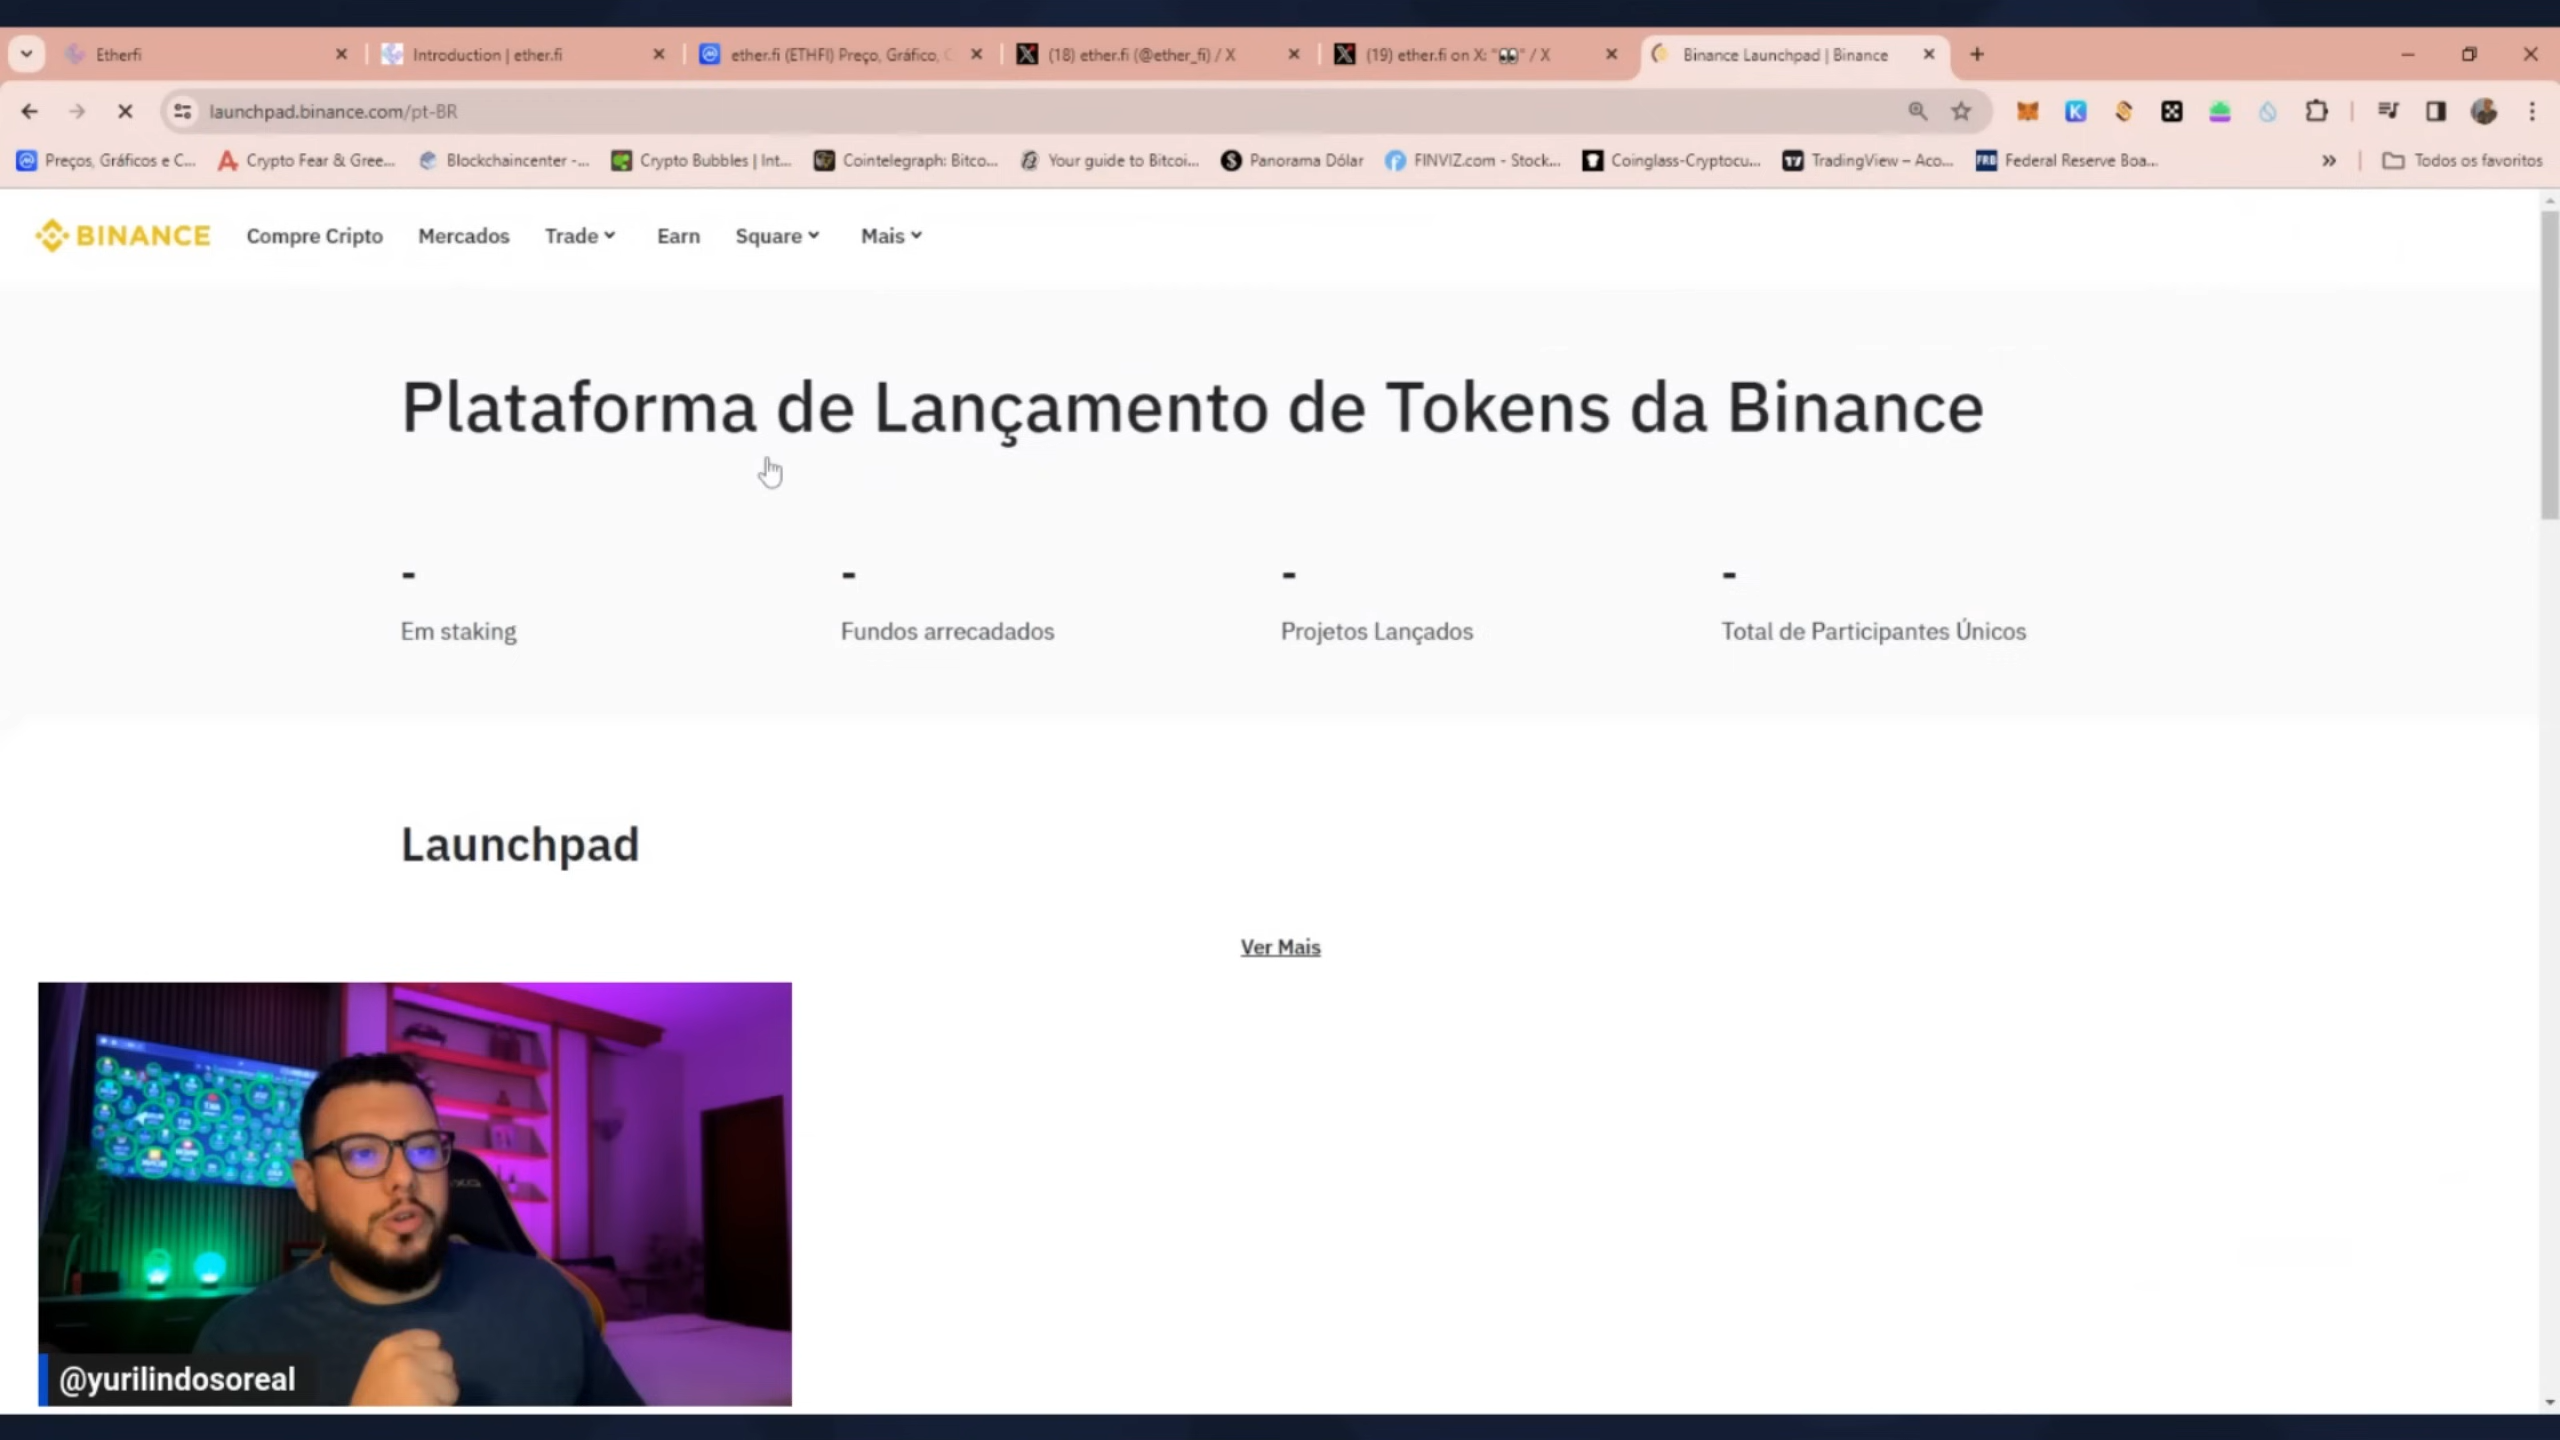 Etherfi
Introduction | ether.fi
ether.fi (ETHFI) Preço, Gráfico,
(18) ether.fi (@ether_fi) / X
(19) ether.fi on X: "👀" / X
Binance Launchpad | Binance
launchpad.binance.com/pt-BR
Preços, Gráficos e C...
Crypto Fear & Gree...
Blockchaincenter -...
Crypto Bubbles | Int...
Cointelegraph: Bitco...
Your guide to Bitcoi...
Panorama Dólar
FINVIZ.com - Stock...
Coinglass-Cryptocu...
TradingView – Aco...
Federal Reserve Boa...
»
Todos os favoritos
BINANCE
Compre Cripto
Mercados
Trade
Earn
Square
Mais
Plataforma de Lançamento de Tokens da Binance
- - - -
Em staking
Fundos arrecadados
Projetos Lançados
Total de Participantes Únicos
Launchpad
Ver Mais
@yurilindosoreal